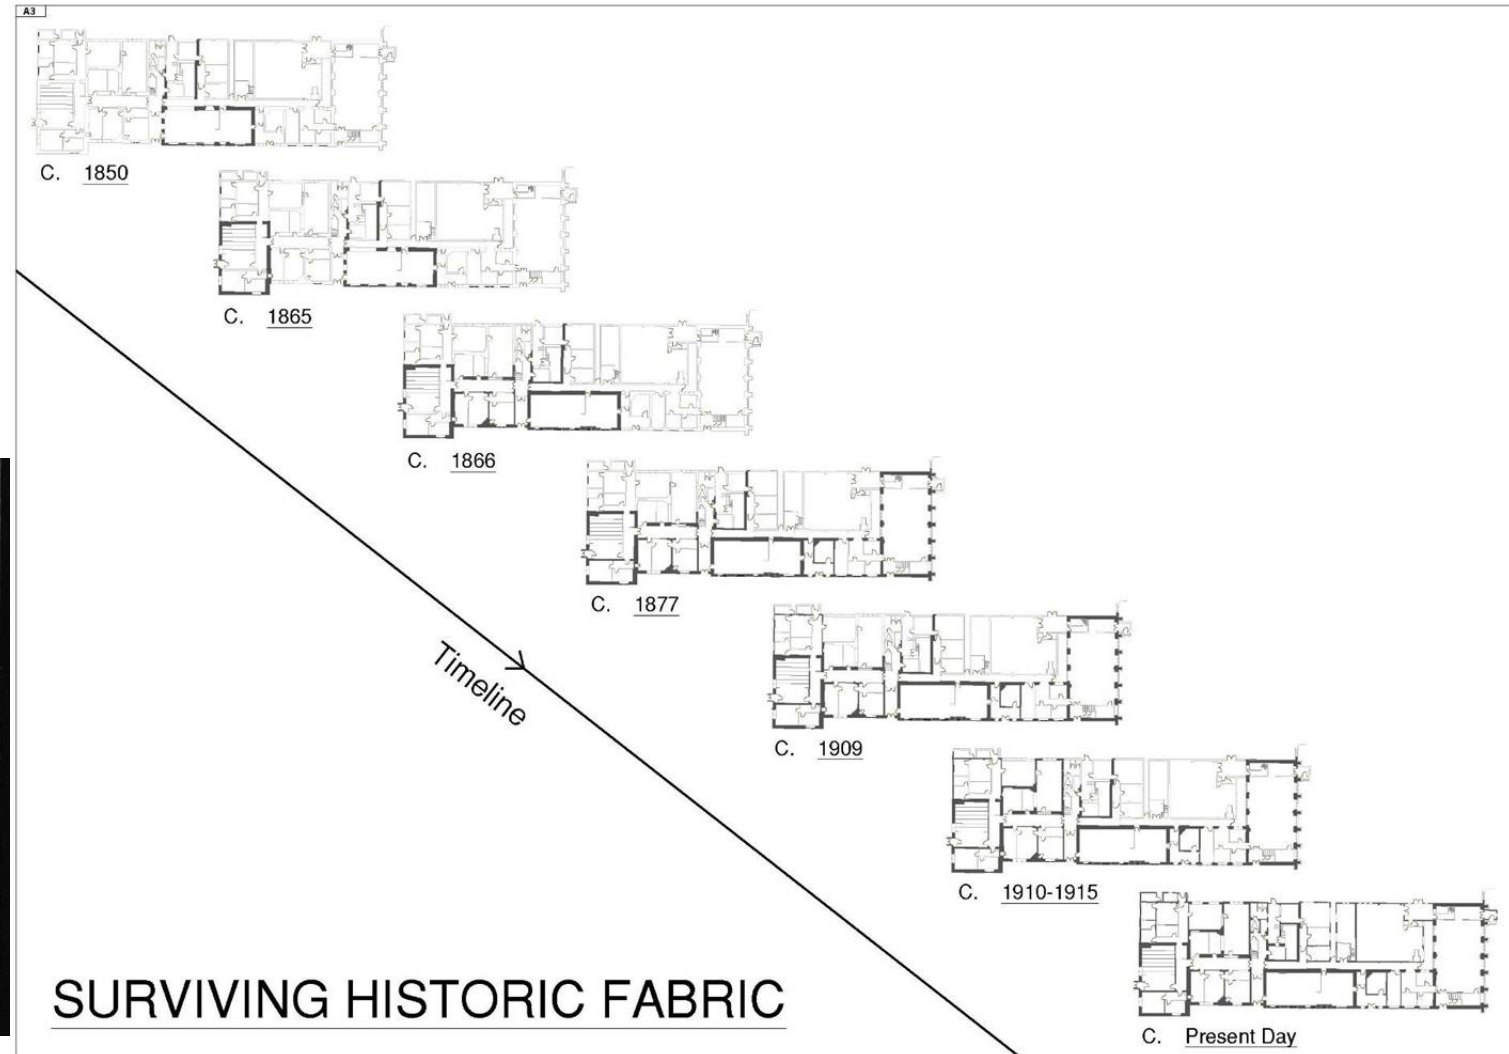 A3
C. 1850
C. 1865
C. 1866
C. 1877
Timeline
C. 1909
C. 1910-1915
SURVIVING HISTORIC FABRIC
C. Present Day